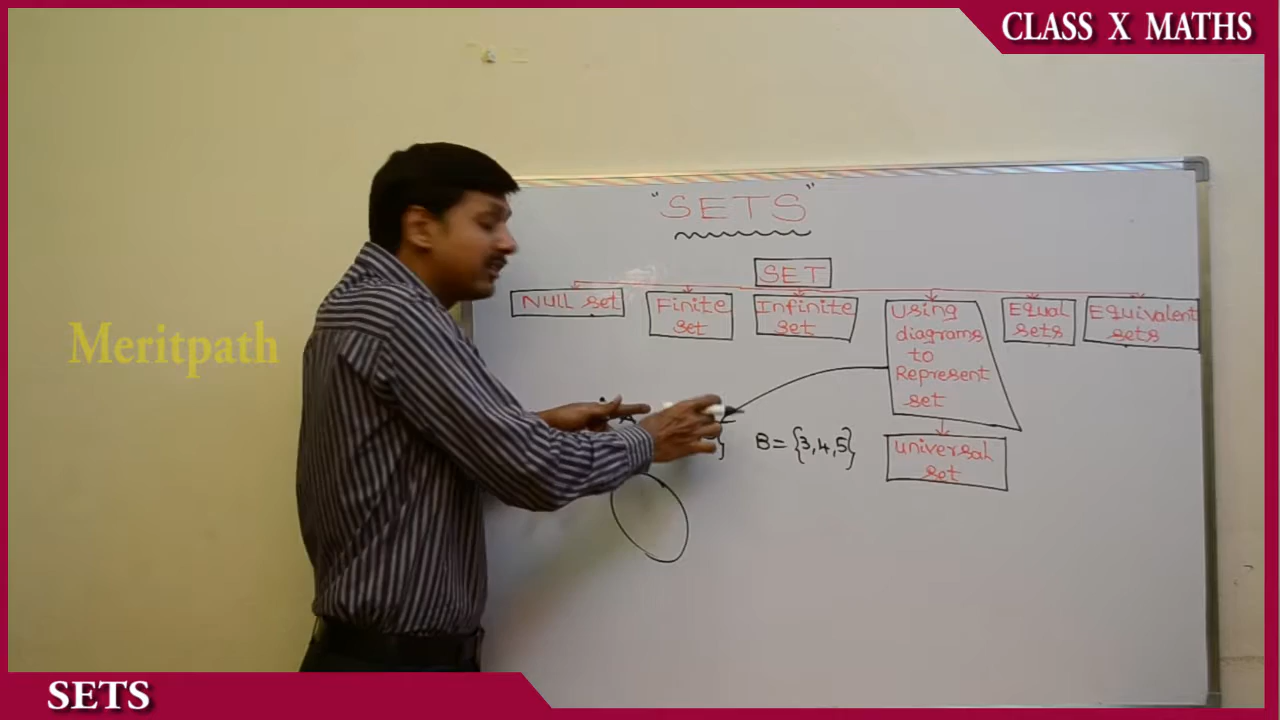 CLASS X MATHS
"SETS"
SET
NULL set
Finite set
Infinite set
Using diagrams to Represent set
Equal sets
Equivalent sets
universal set
Meritpath
B = {3,4,5}
SETS